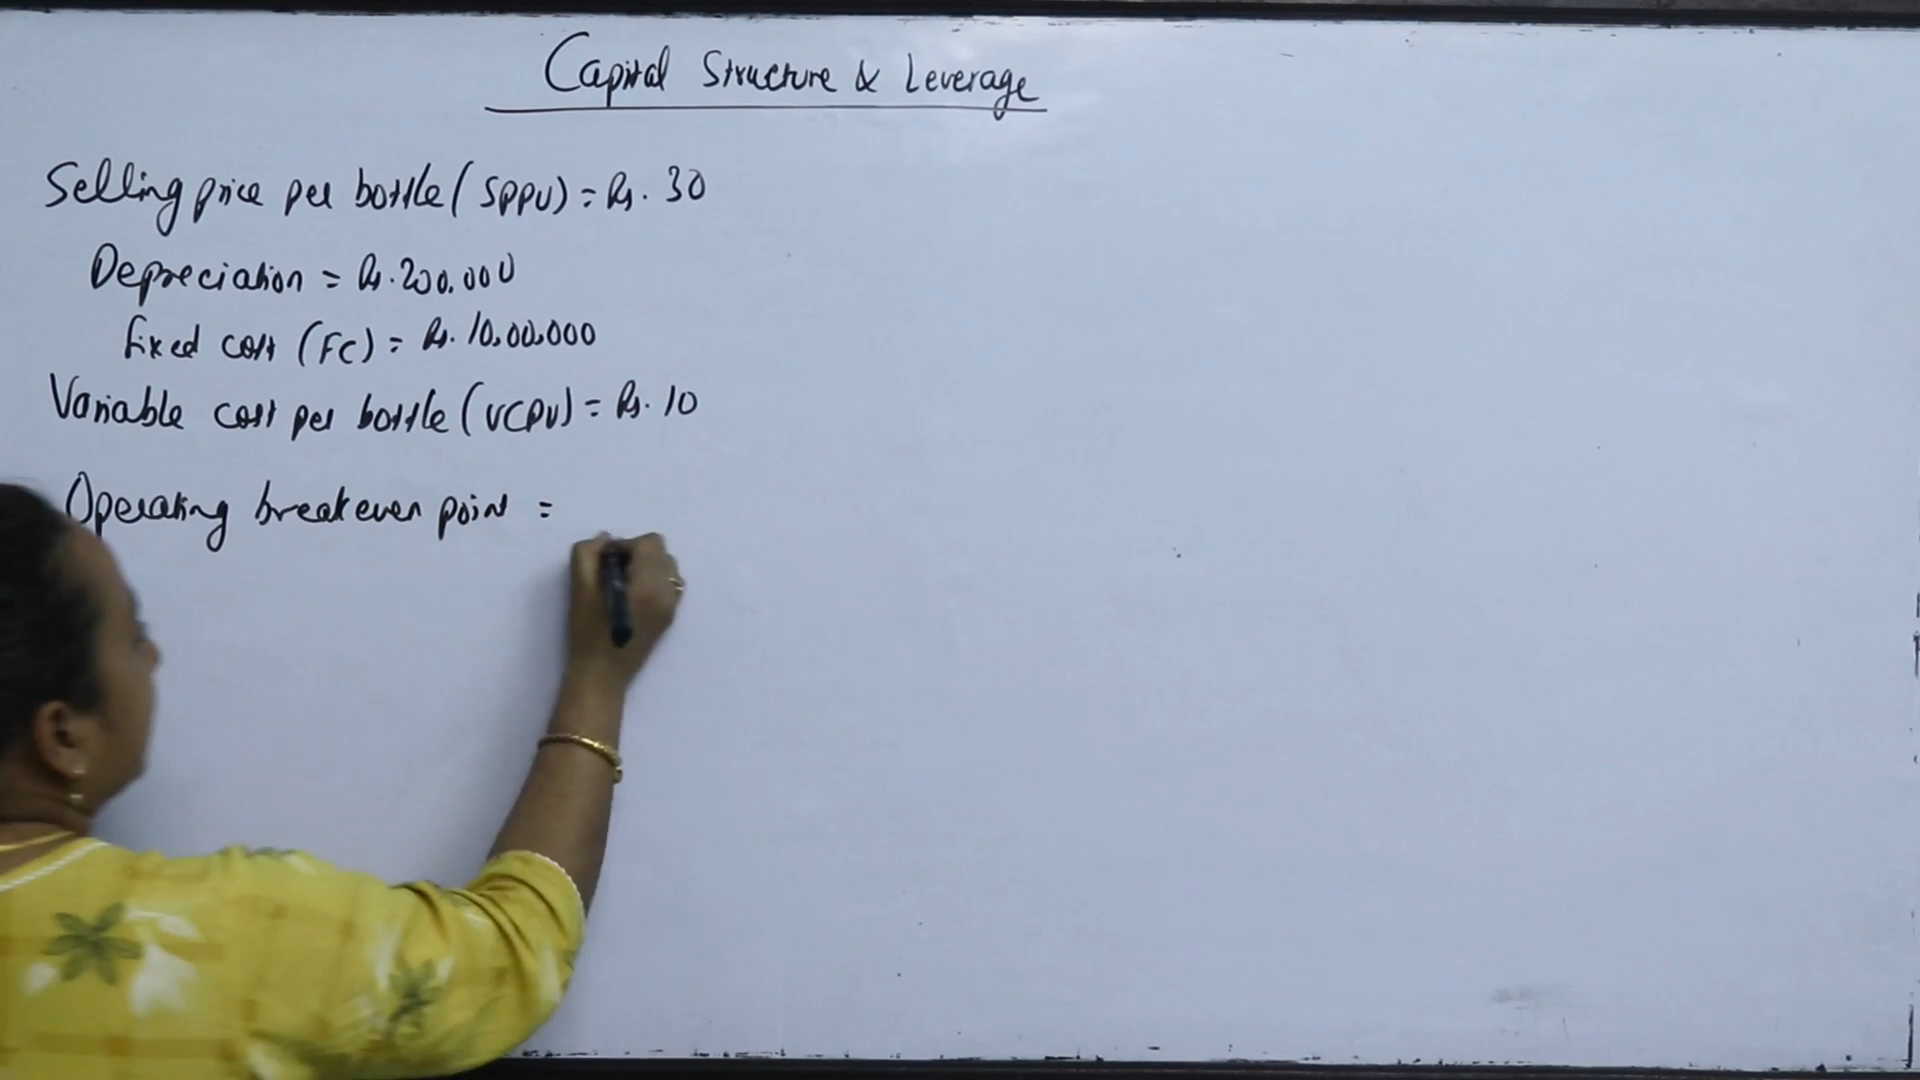 Capital Structure & Leverage
Selling price per bottle (SPPU) = Rs. 30
Depreciation = Rs. 200,000
fixed cost (FC) = Rs. 10,00,000
Variable cost per bottle (VCPU) = Rs. 10
Operating breakeven point =